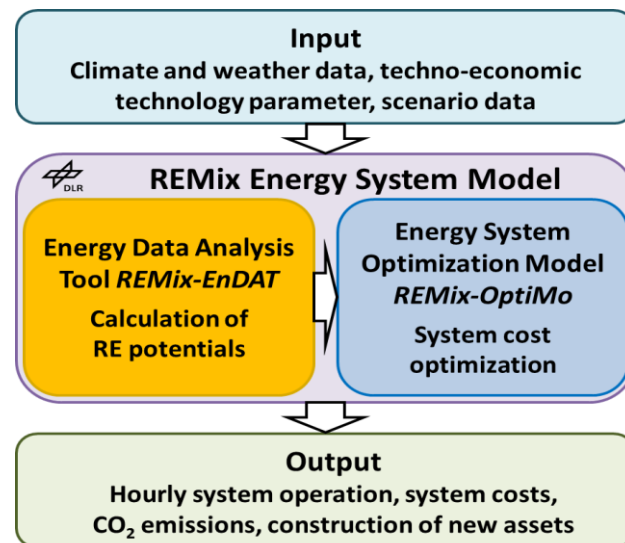 Input
Climate and weather data, techno-economic
technology parameter, scenario data
DLR
REMix Energy System Model
Energy Data Analysis
Tool REMix-EnDAT
Calculation of
RE potentials
Energy System
Optimization Model
REMix-OptiMo
System cost
optimization
Output
Hourly system operation, system costs,
CO₂ emissions, construction of new assets